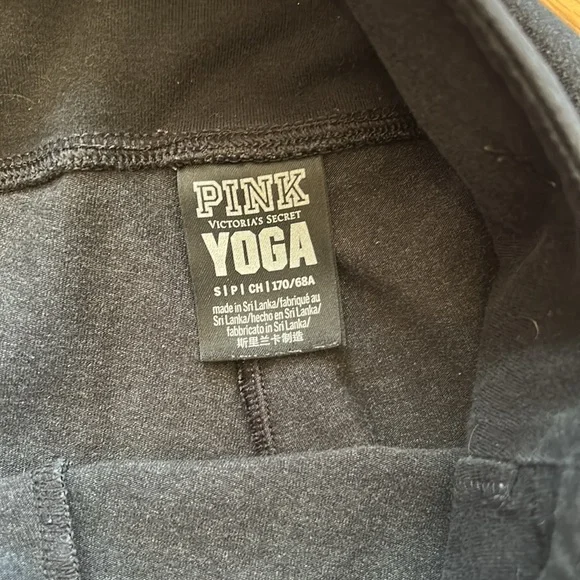 PINK
VICTORIA'S SECRET
YOGA
S | P | CH | 170/68A
made in Sri Lanka/fabriqué au
Sri Lanka/hecho en Sri Lanka/
fabbricato in Sri Lanka/
斯里兰卡制造